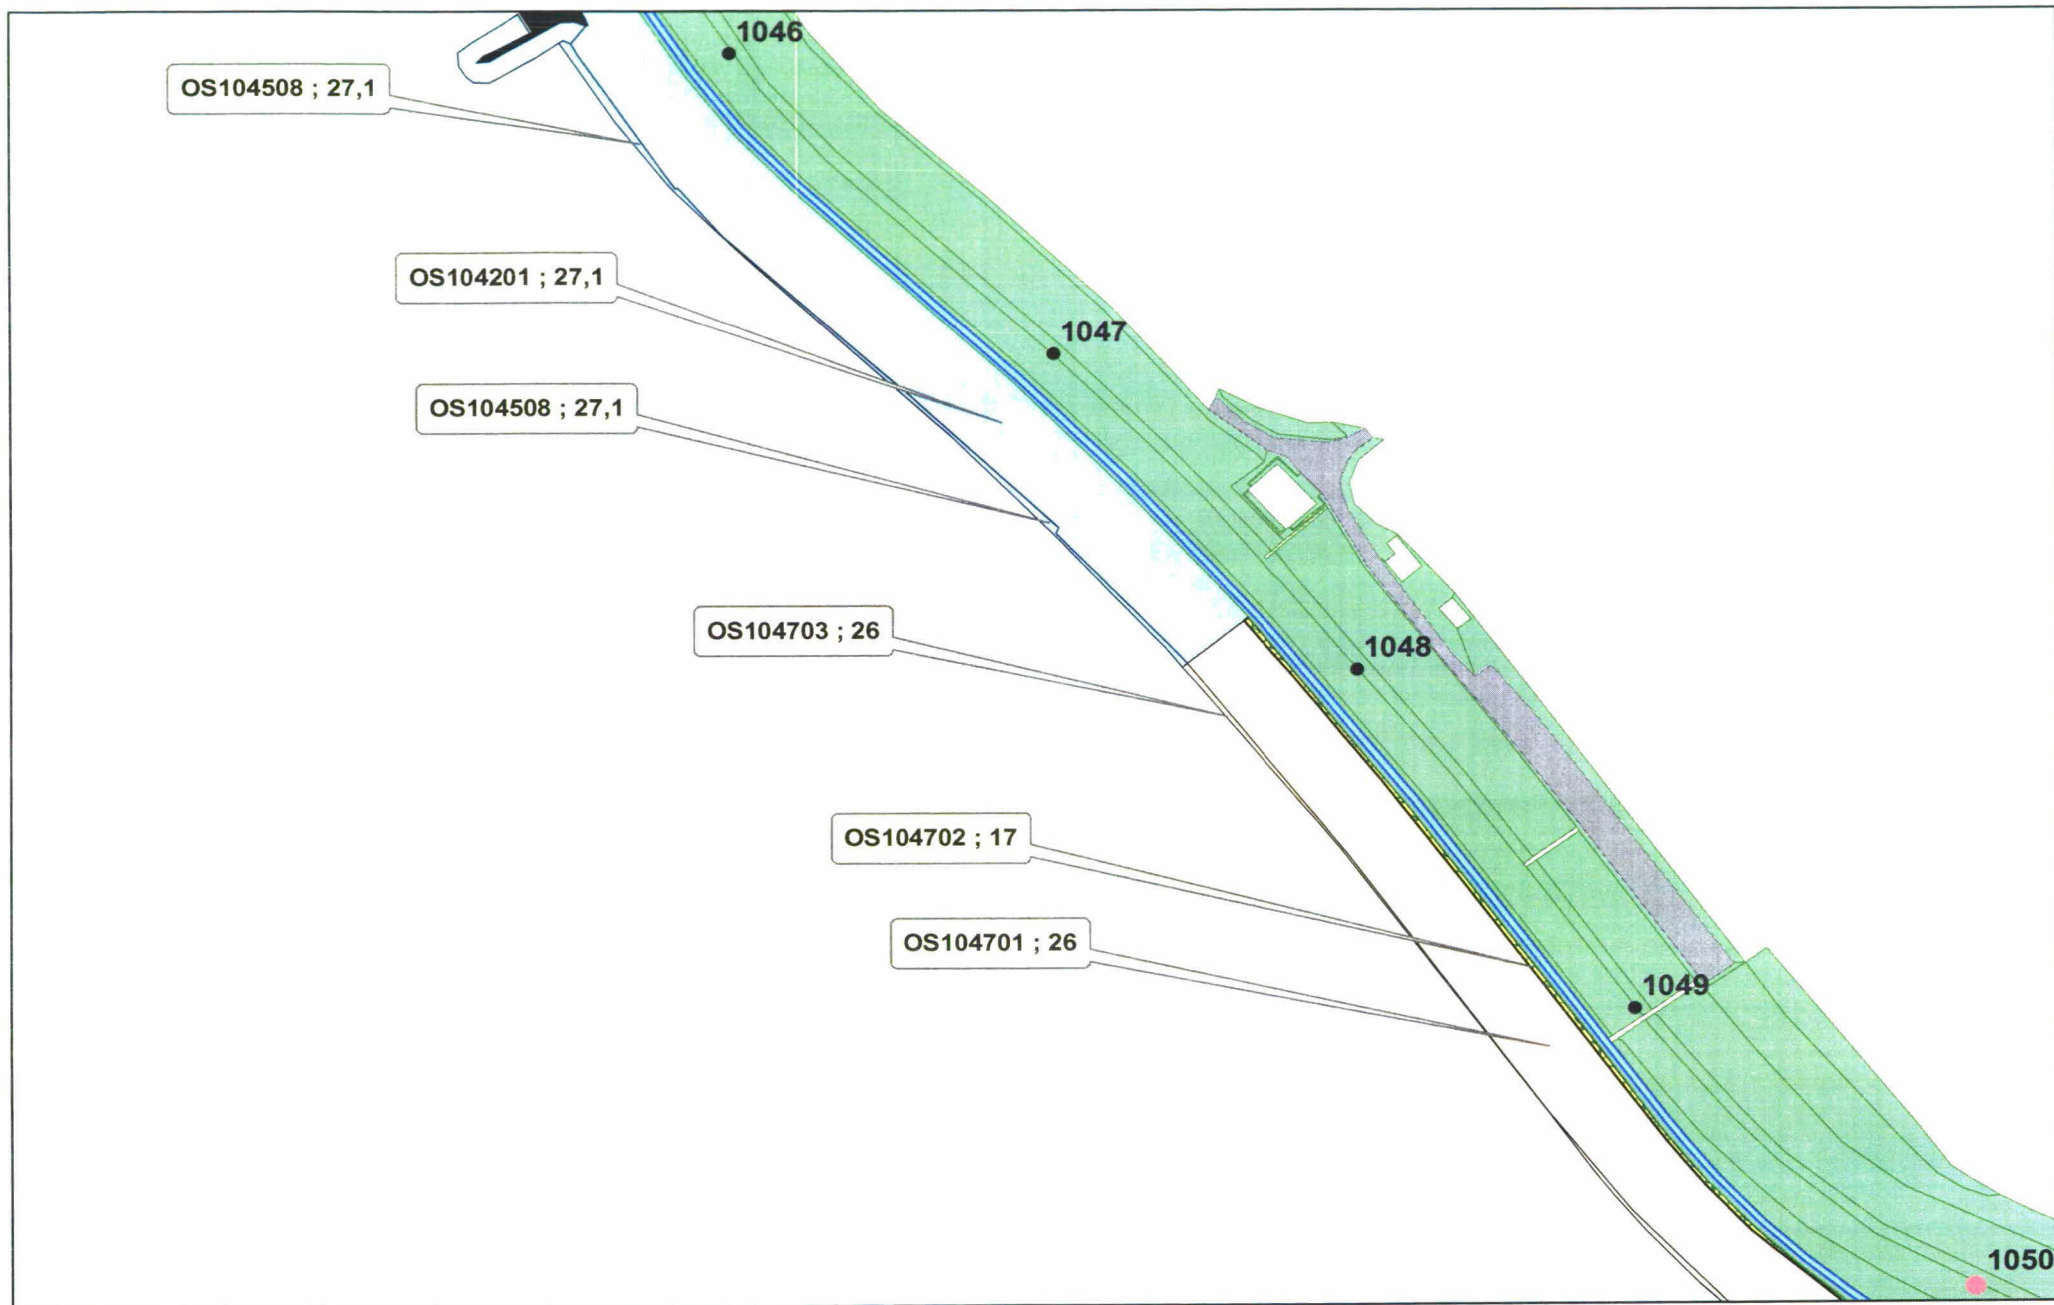 1046
OS104508 ; 27,1
OS104201 ; 27,1
1047
OS104508 ; 27,1
OS104703 ; 26
1048
OS104702 ; 17
OS104701 ; 26
1049
1050